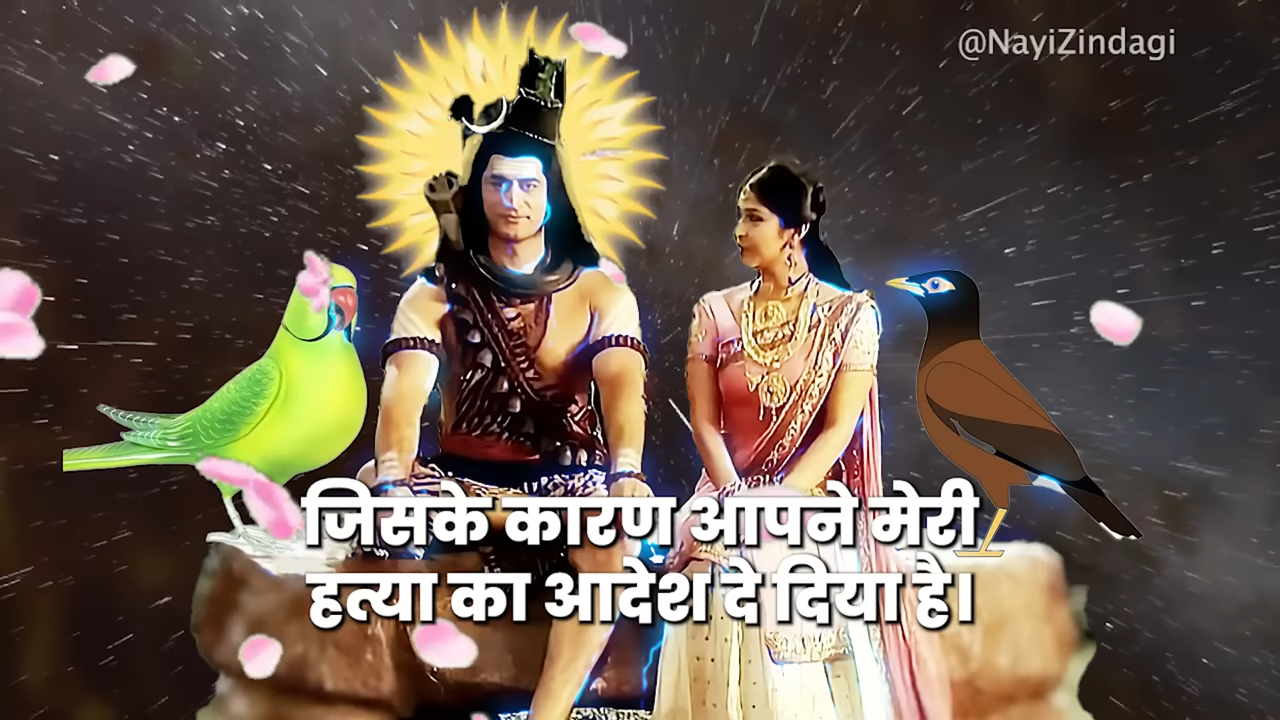 @NayiZindagi
जिसके कारण आपने मेरी
हत्या का आदेश दे दिया है।